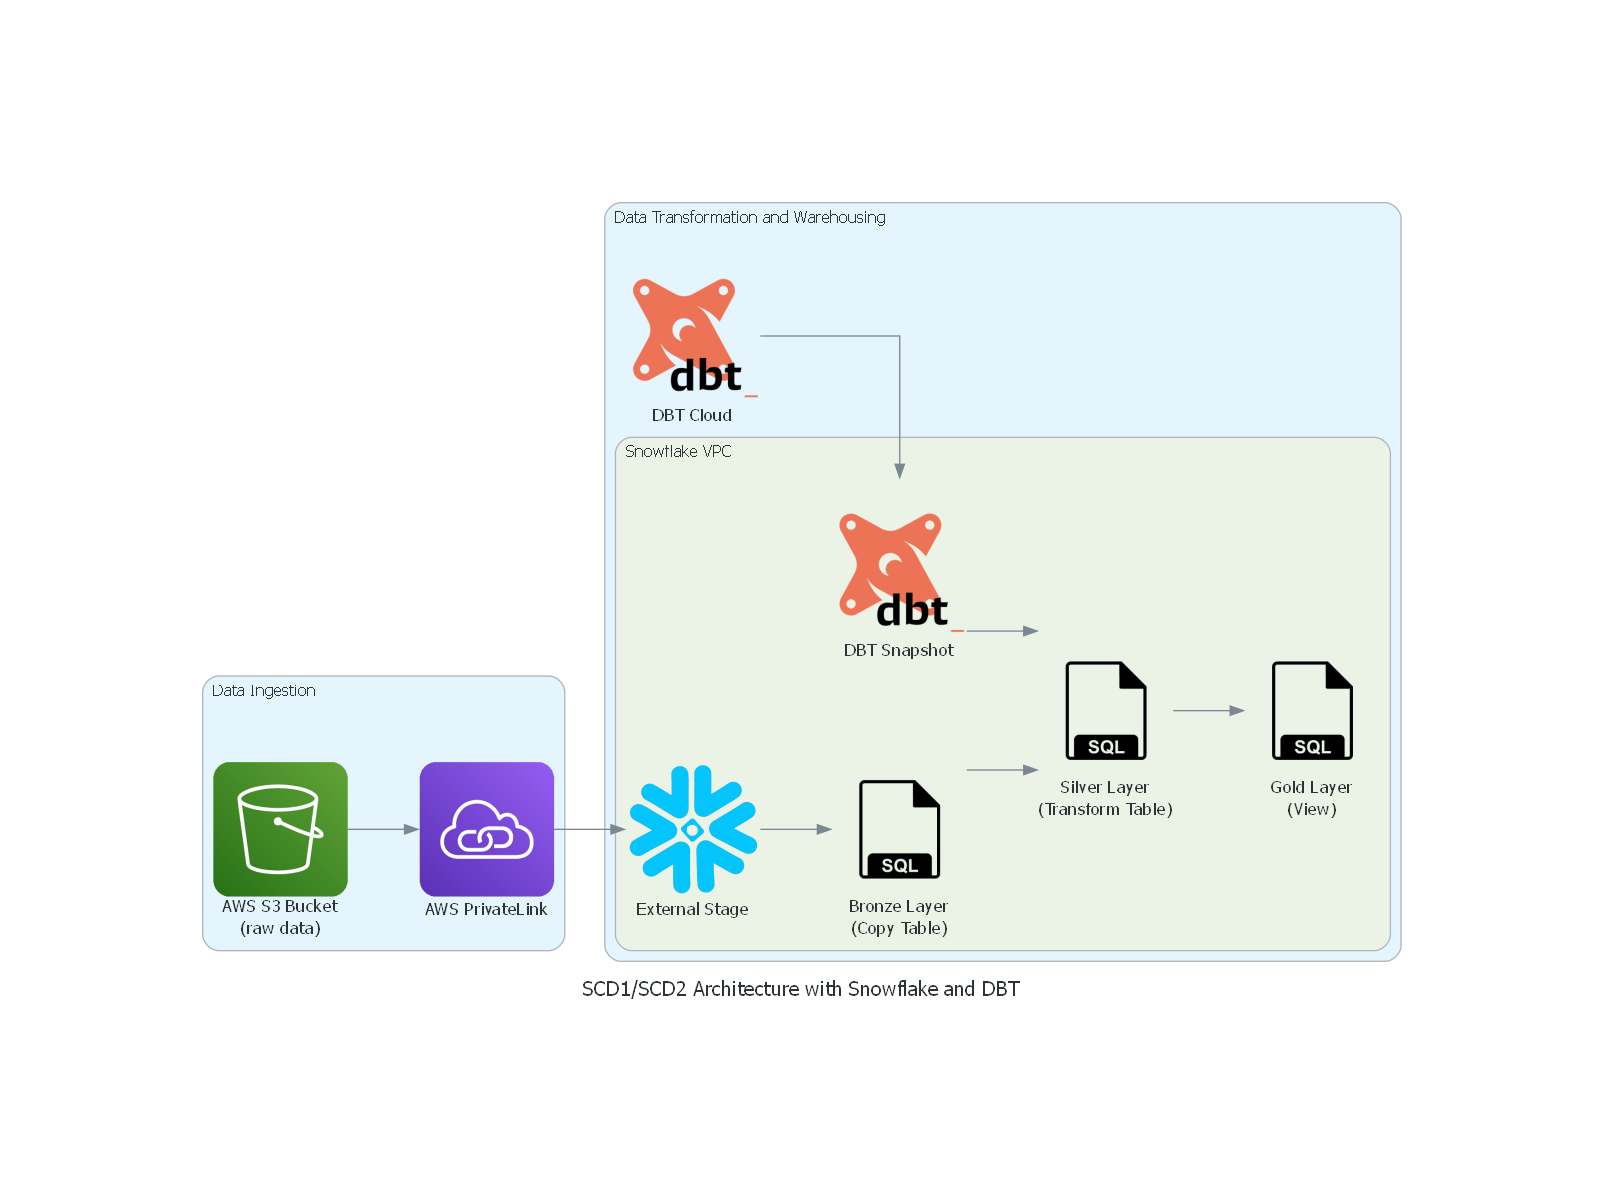 Data Transformation and Warehousing
dbt_
DBT Cloud
Snowflake VPC
dbt_
DBT Snapshot
Data Ingestion
SQL
SQL
Silver Layer
(Transform Table)
Gold Layer
(View)
SQL
AWS S3 Bucket
(raw data)
AWS PrivateLink
External Stage
Bronze Layer
(Copy Table)
SCD1/SCD2 Architecture with Snowflake and DBT